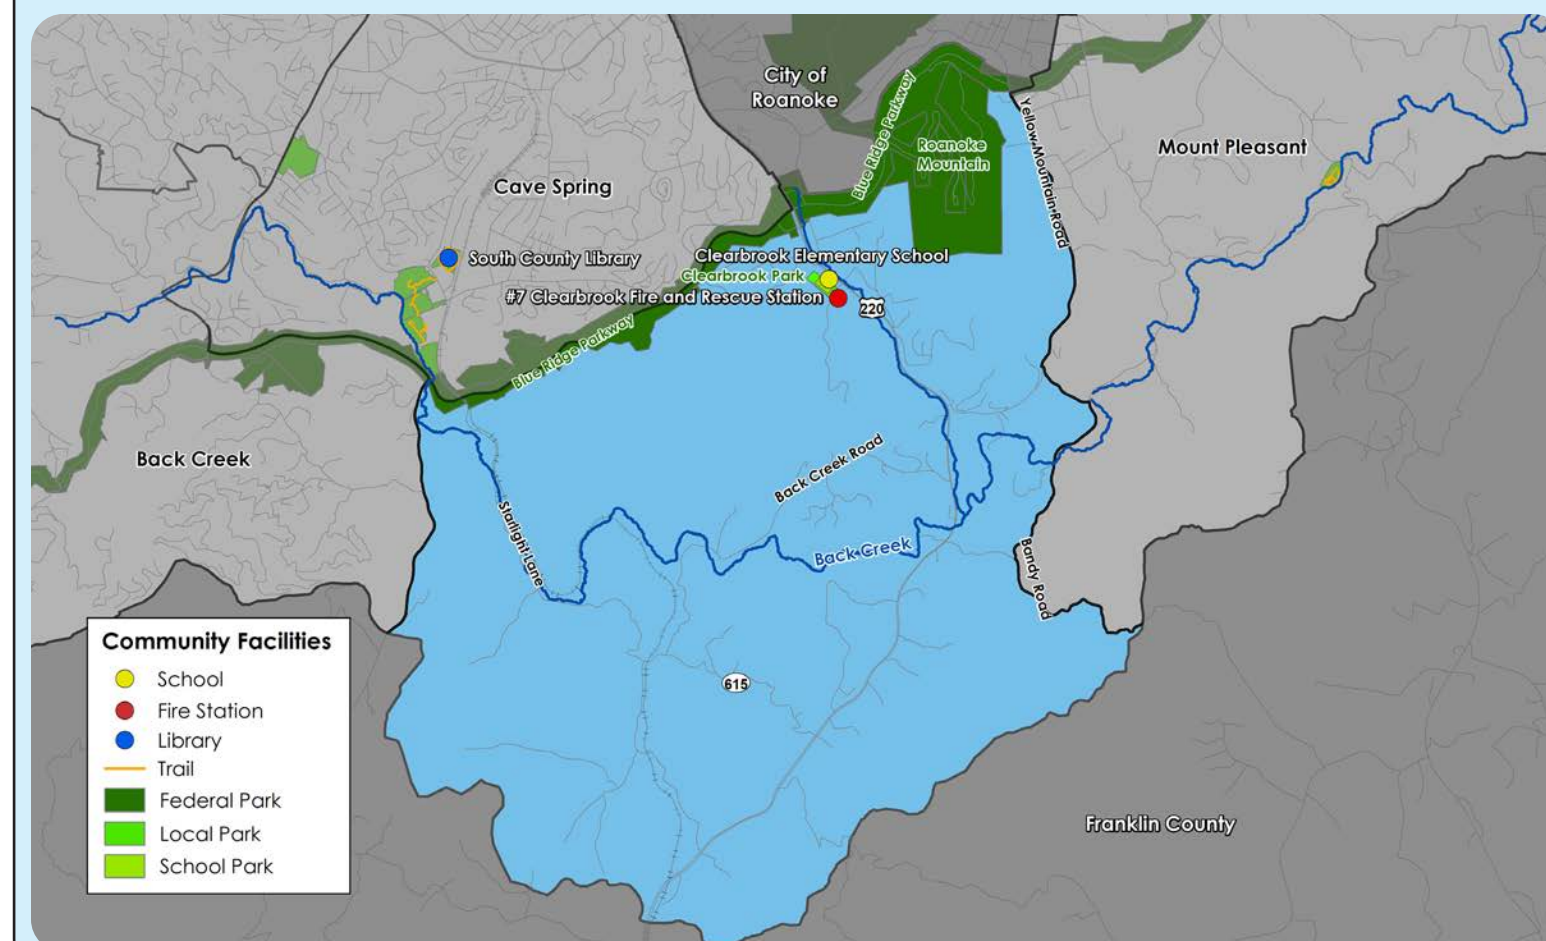 City of
Roanoke
Blue Ridge Parkway
Roanoke
Mountain
Yellow Mountain Road
Mount Pleasant
Cave Spring
South County Library
Clearbrook Elementary School
Clearbrook Park
#7 Clearbrook Fire and Rescue Station
220
Blue Ridge Parkway
Back Creek
Back Creek Road
Starlight Lane
Back Creek
Bandy Road
615
Franklin County
Community Facilities
School
Fire Station
Library
Trail
Federal Park
Local Park
School Park